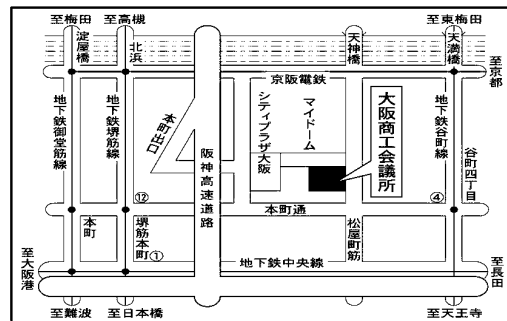 至梅田
至高槻
至東梅田
淀屋橋
北浜
天神橋
天満橋
至京都
京阪電鉄
地下鉄御堂筋線
地下鉄堺筋線
本町出口
阪神高速道路
シティプラザ大阪
マイドーム
大阪商工会議所
地下鉄谷町線
谷町四丁目
⑫
④
本町通
本町
堺筋本町
①
松屋町筋
地下鉄中央線
至大阪港
至長田
至難波
至日本橋
至天王寺